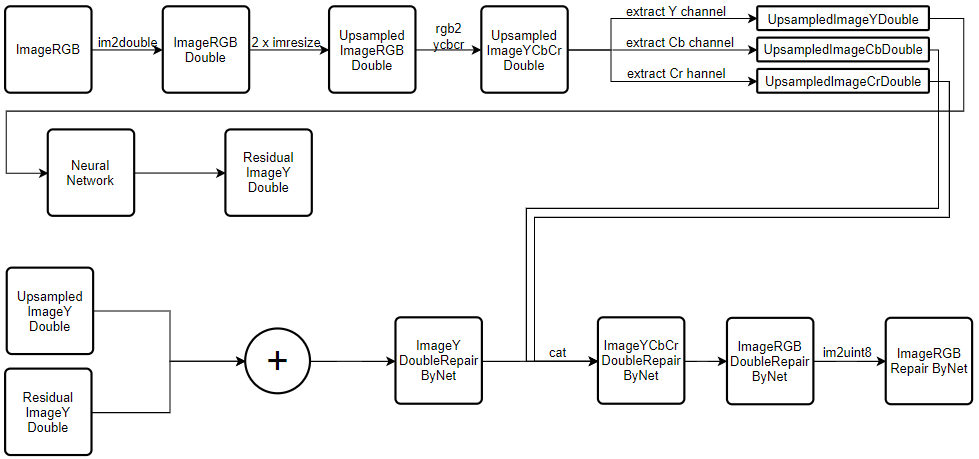 ImageRGB
im2double
ImageRGB
Double
2 x imresize
Upsampled
ImageRGB
Double
rgb2
ycbcr
Upsampled
ImageYCbCr
Double
extract Y channel
UpsampledImageYDouble
extract Cb channel
UpsampledImageCbDouble
extract Cr hannel
UpsampledImageCrDouble
Neural
Network
Residual
ImageY
Double
Upsampled
ImageY
Double
Residual
ImageY
Double
+
ImageY
DoubleRepair
ByNet
cat
ImageYCbCr
DoubleRepair
ByNet
ImageRGB
DoubleRepair
ByNet
im2uint8
ImageRGB
Repair ByNet